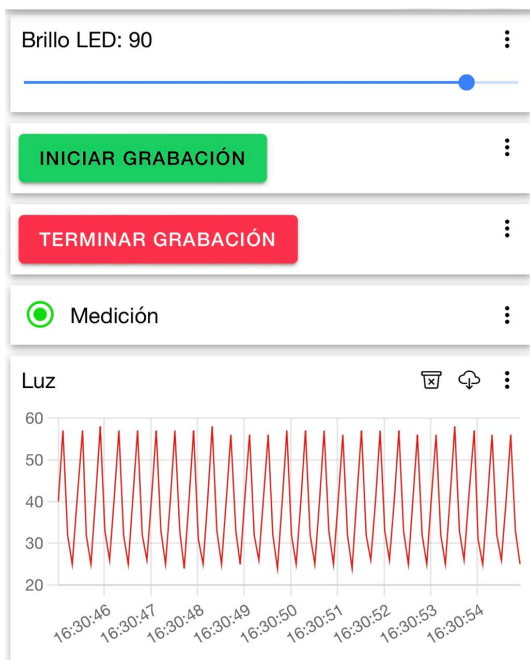 Brillo LED: 90
INICIAR GRABACIÓN
TERMINAR GRABACIÓN
Medición
Luz
60
50
40
30
20
16:30:46 16:30:47 16:30:48 16:30:49 16:30:50 16:30:51 16:30:52 16:30:53 16:30:54